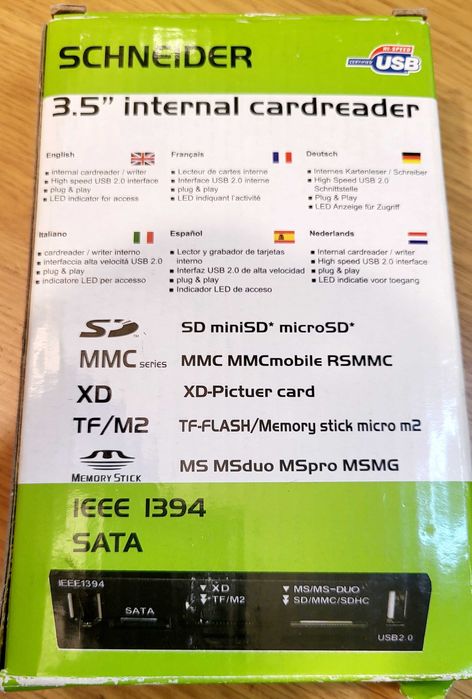 SCHNEIDER
HI-SPEED
CERTIFIED USB
3.5" internal cardreader
English
internal cardreader / writer
High speed USB 2.0 interface
plug & play
LED indicator for access
Français
Lecteur de cartes interne
Interface USB 2.0 interne
plug & play
LED indiquant l'activité
Deutsch
Internes Kartenleser / Schreiber
High Speed USB 2.0
Schnittstelle
Plug & Play
LED Anzeige für Zugriff
Italiano
cardreader / writer interno
interfaccia alta velocitá USB 2.0
plug & play
indicatore LED per accesso
Español
Lector y grabador de tarjetas
interno
Interfaz USB 2.0 de alta velocidad
plug & play
Indicador LED de acceso
Nederlands
Internal cardreader / writer
High speed USB 2.0 interface
plug & play
LED indicatie voor toegang
SD SD miniSD* microSD*
MMC series MMC MMCmobile RSMMC
XD XD-Pictuer card
TF/M2 TF-FLASH/Memory stick micro m2
MEMORY STICK MS MSduo MSpro MSMG
IEEE 1394
SATA
IEEE1394
SATA
XD
TF/M2
MS/MS-DUO
SD/MMC/SDHC
USB2.0